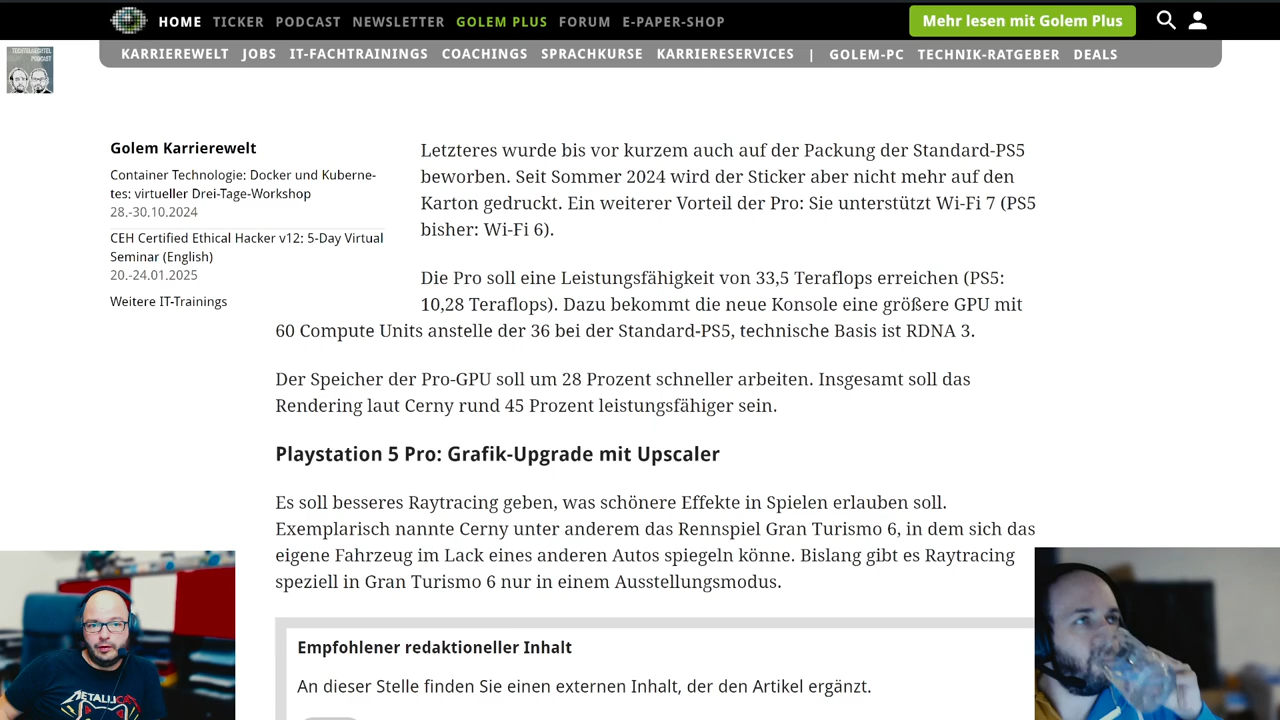 HOME TICKER PODCAST NEWSLETTER GOLEM PLUS FORUM E-PAPER-SHOP
Mehr lesen mit Golem Plus
KARRIEREWELT JOBS IT-FACHTRAININGS COACHINGS SPRACHKURSE KARRIERESERVICES | GOLEM-PC TECHNIK-RATGEBER DEALS
PODCAST
Golem Karrierewelt
Container Technologie: Docker und Kuberne-
tes: virtueller Drei-Tage-Workshop
28.-30.10.2024
CEH Certified Ethical Hacker v12: 5-Day Virtual
Seminar (English)
20.-24.01.2025
Weitere IT-Trainings
Letzteres wurde bis vor kurzem auch auf der Packung der Standard-PS5
beworben. Seit Sommer 2024 wird der Sticker aber nicht mehr auf den
Karton gedruckt. Ein weiterer Vorteil der Pro: Sie unterstützt Wi-Fi 7 (PS5
bisher: Wi-Fi 6).
Die Pro soll eine Leistungsfähigkeit von 33,5 Teraflops erreichen (PS5:
10,28 Teraflops). Dazu bekommt die neue Konsole eine größere GPU mit
60 Compute Units anstelle der 36 bei der Standard-PS5, technische Basis ist RDNA 3.
Der Speicher der Pro-GPU soll um 28 Prozent schneller arbeiten. Insgesamt soll das
Rendering laut Cerny rund 45 Prozent leistungsfähiger sein.
Playstation 5 Pro: Grafik-Upgrade mit Upscaler
Es soll besseres Raytracing geben, was schönere Effekte in Spielen erlauben soll.
Exemplarisch nannte Cerny unter anderem das Rennspiel Gran Turismo 6, in dem sich das
eigene Fahrzeug im Lack eines anderen Autos spiegeln könne. Bislang gibt es Raytracing
speziell in Gran Turismo 6 nur in einem Ausstellungsmodus.
Empfohlener redaktioneller Inhalt
An dieser Stelle finden Sie einen externen Inhalt, der den Artikel ergänzt.
METALLICA